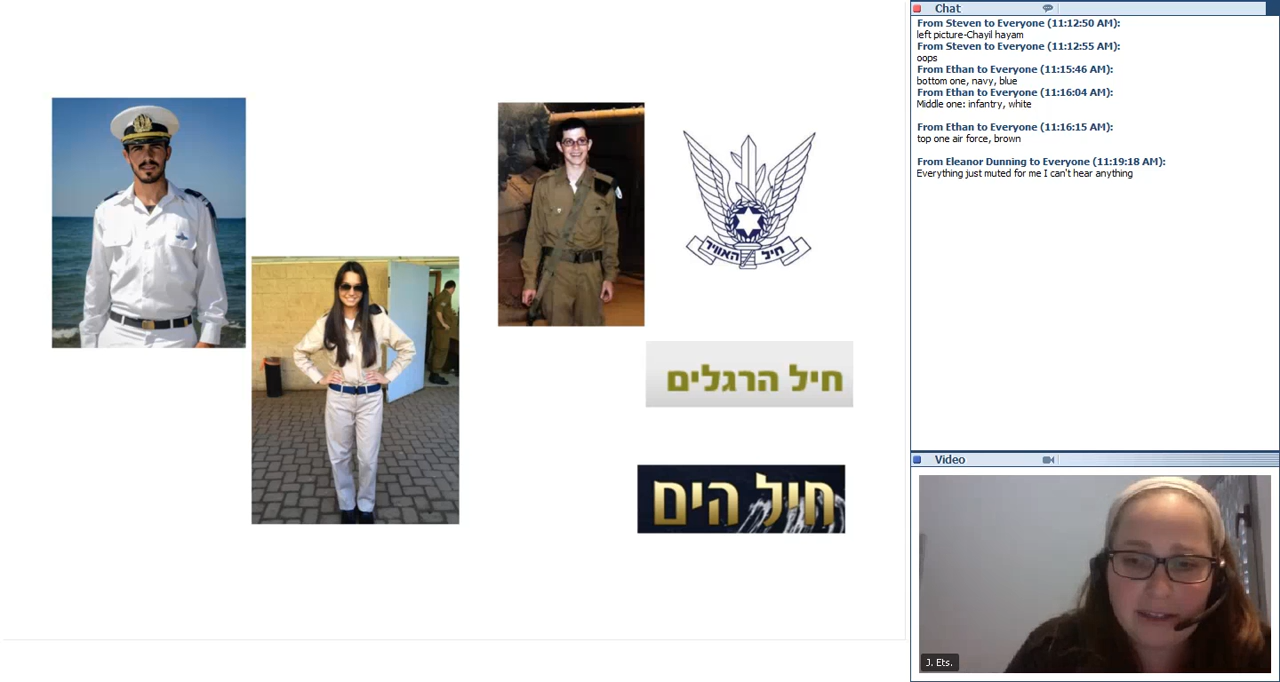 חיל האוויר
חיל הרגלים
חיל הים
Chat
From Steven to Everyone (11:12:50 AM):
left picture-Chayil hayam
From Steven to Everyone (11:12:55 AM):
oops
From Ethan to Everyone (11:15:46 AM):
bottom one, navy, blue
From Ethan to Everyone (11:16:04 AM):
Middle one: infantry, white
From Ethan to Everyone (11:16:15 AM):
top one air force, brown
From Eleanor Dunning to Everyone (11:19:18 AM):
Everything just muted for me I can't hear anything
Video
J. Ets.